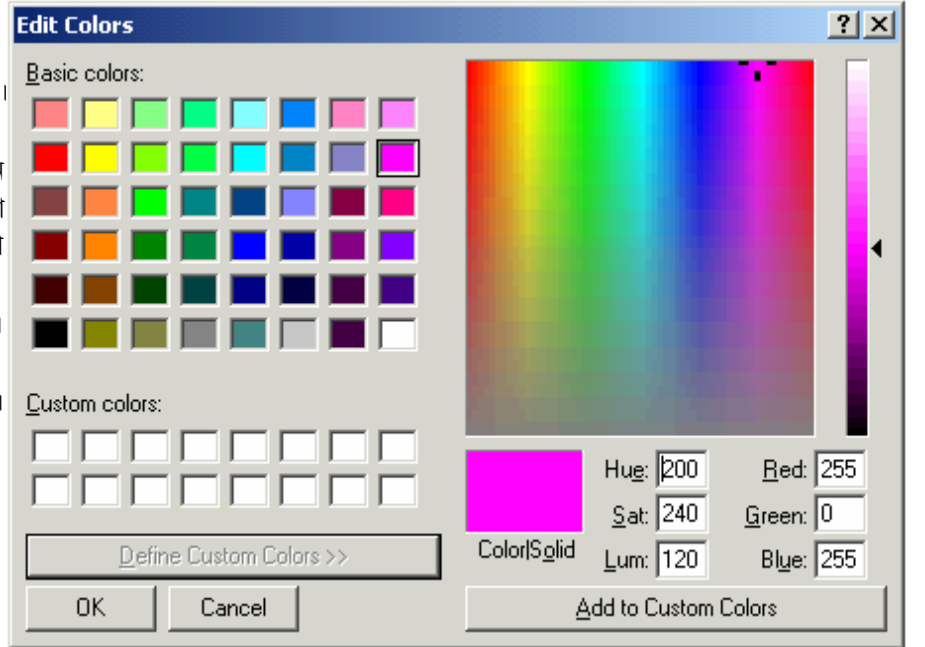 Edit Colors
Basic colors:
Custom colors:
Define Custom Colors >>
OK
Cancel
Color|Solid
Hue: 200
Sat: 240
Lum: 120
Red: 255
Green: 0
Blue: 255
Add to Custom Colors